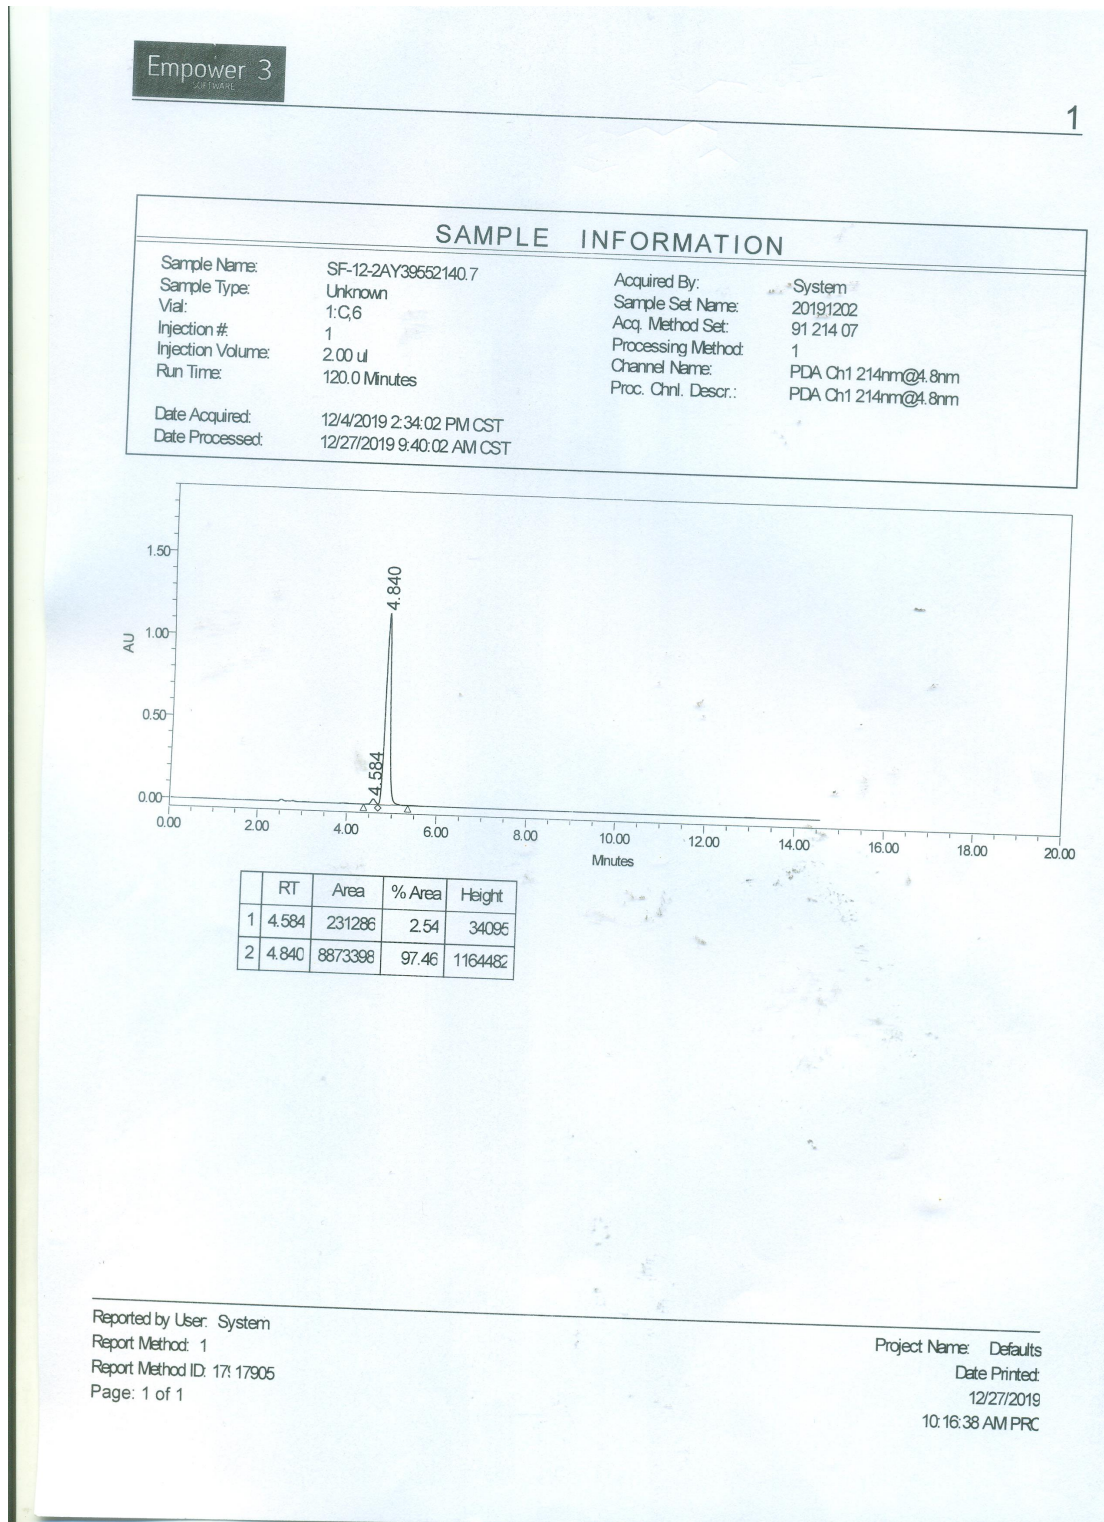 Empower 3
SOFTWARE
1
SAMPLE INFORMATION
Sample Name: SF-12-2AY39552140.7
Sample Type: Unknown
Vial: 1:C,6
Injection #: 1
Injection Volume: 2.00 ul
Run Time: 120.0 Minutes
Date Acquired: 12/4/2019 2:34:02 PM CST
Date Processed: 12/27/2019 9:40:02 AM CST
Acquired By: System
Sample Set Name: 20191202
Acq. Method Set: 91 214 07
Processing Method: 1
Channel Name: PDA Ch1 214nm@4.8nm
Proc. Chnl. Descr.: PDA Ch1 214nm@4.8nm
AU
1.50
1.00
0.50
0.00
4.584
4.840
0.00 2.00 4.00 6.00 8.00 10.00 12.00 14.00 16.00 18.00 20.00
Minutes
RT Area % Area Height
1 4.584 231286 2.54 34095
2 4.840 8873398 97.46 1164482
Reported by User: System
Report Method: 1
Report Method ID: 17! 17905
Page: 1 of 1
Project Name: Defaults
Date Printed:
12/27/2019
10:16:38 AM PRC